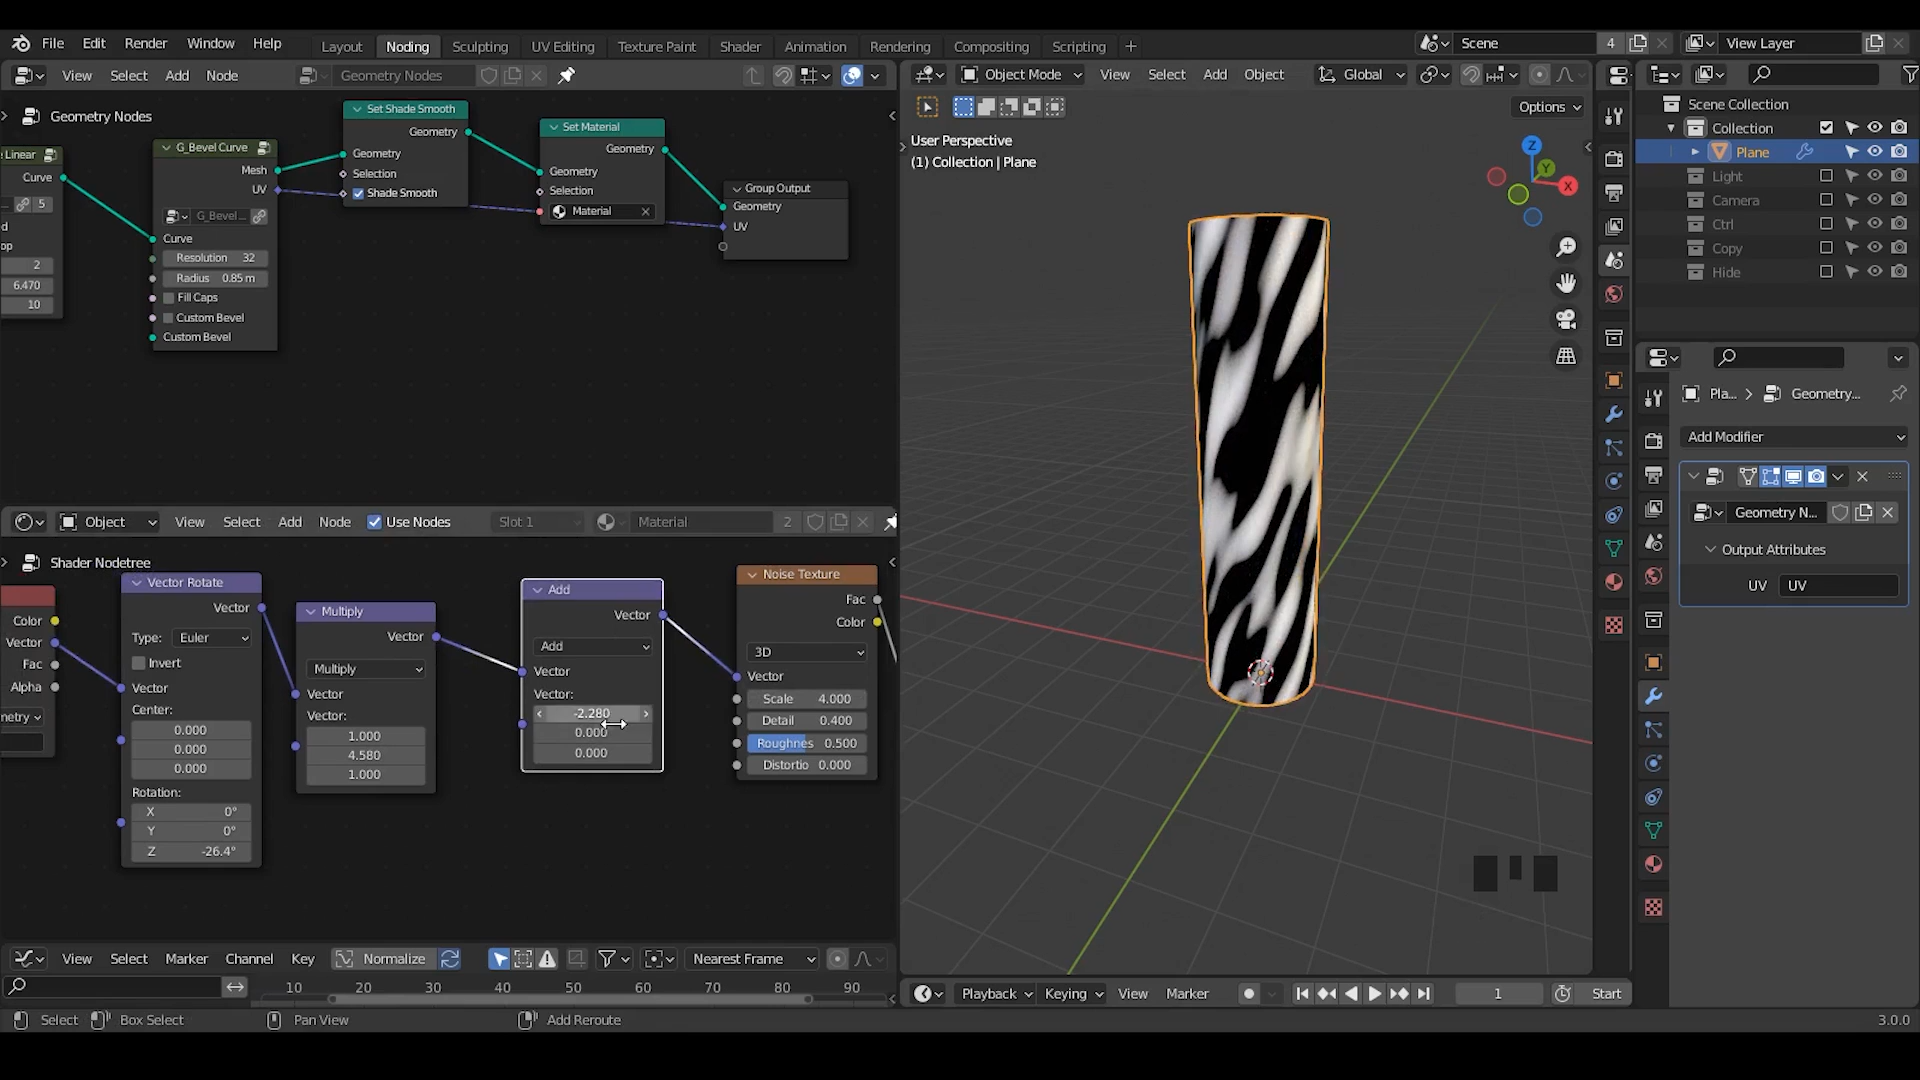 File Edit Render Window Help
Layout Noding Sculpting UV Editing Texture Paint Shader Animation Rendering Compositing Scripting +
Scene 4 View Layer
View Select Add Node Geometry Nodes
Object Mode View Select Add Object Global
Options
Geometry Nodes
Linear
Curve
5
2
6.470
10
G_Bevel Curve
Mesh
UV
G_Bevel ...
Curve
Resolution 32
Radius 0.85 m
Fill Caps
Custom Bevel
Custom Bevel
Set Shade Smooth
Geometry
Geometry
Selection
Shade Smooth
Set Material
Geometry
Geometry
Selection
Material
Group Output
Geometry
UV
User Perspective
(1) Collection | Plane
Z
Y
X
Scene Collection
Collection
Plane
Light
Camera
Ctrl
Copy
Hide
Pla... > Geometry...
Add Modifier
Geometry N...
Output Attributes
UV UV
Object View Select Add Node Use Nodes Slot 1 Material 2
Shader Nodetree
Color
Vector
Fac
Alpha
metry
Vector Rotate
Vector
Type: Euler
Invert
Vector
Center:
0.000
0.000
0.000
Rotation:
X 0°
Y 0°
Z -26.4°
Multiply
Vector
Multiply
Vector
Vector:
1.000
4.580
1.000
Add
Vector
Add
Vector
Vector:
-2.280
0.000
0.000
Noise Texture
Fac
Color
3D
Vector
Scale 4.000
Detail 0.400
Roughnes 0.500
Distortio 0.000
View Select Marker Channel Key Normalize Nearest Frame
10 20 30 40 50 60 70 80 90
Playback Keying View Marker 1 Start
Select Box Select Pan View Add Reroute 3.0.0